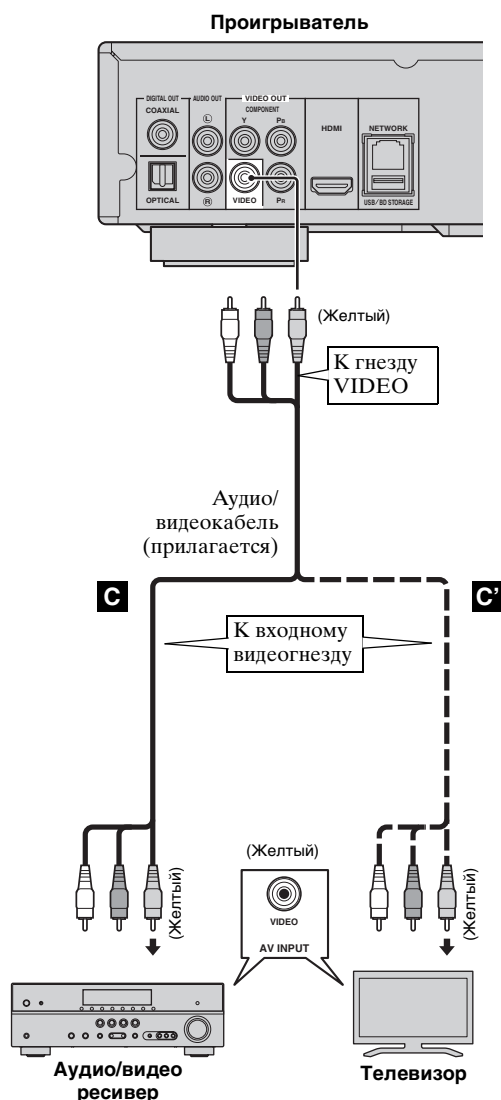 Проигрыватель
DIGITAL OUT
AUDIO OUT
VIDEO OUT
COAXIAL
COMPONENT
L
Y
PB
HDMI
NETWORK
OPTICAL
R
VIDEO
PR
USB/BD STORAGE
(Желтый)
К гнезду
VIDEO
Аудио/
видеокабель
(прилагается)
C
C’
К входному
видеогнезду
(Желтый)
(Желтый)
(Желтый)
VIDEO
AV INPUT
Аудио/видео
ресивер
Телевизор